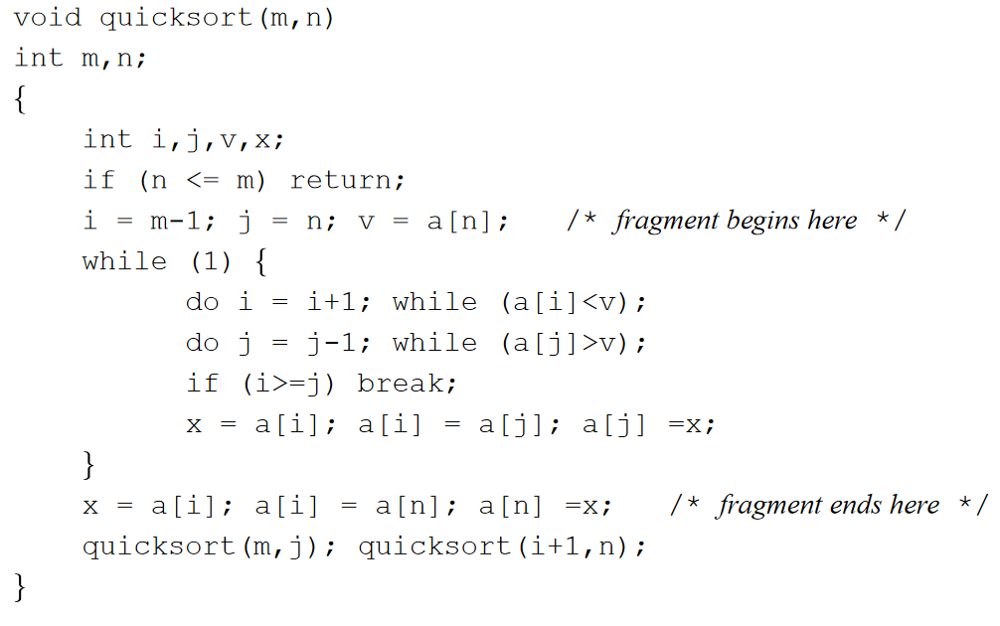 void quicksort(m,n)
int m,n;
{
int i,j,v,x;
if (n <= m) return;
i = m-1; j = n; v = a[n]; /* fragment begins here */
while (1) {
do i = i+1; while (a[i]<v);
do j = j-1; while (a[j]>v);
if (i>=j) break;
x = a[i]; a[i] = a[j]; a[j] =x;
}
x = a[i]; a[i] = a[n]; a[n] =x; /* fragment ends here */
quicksort(m,j); quicksort(i+1,n);
}